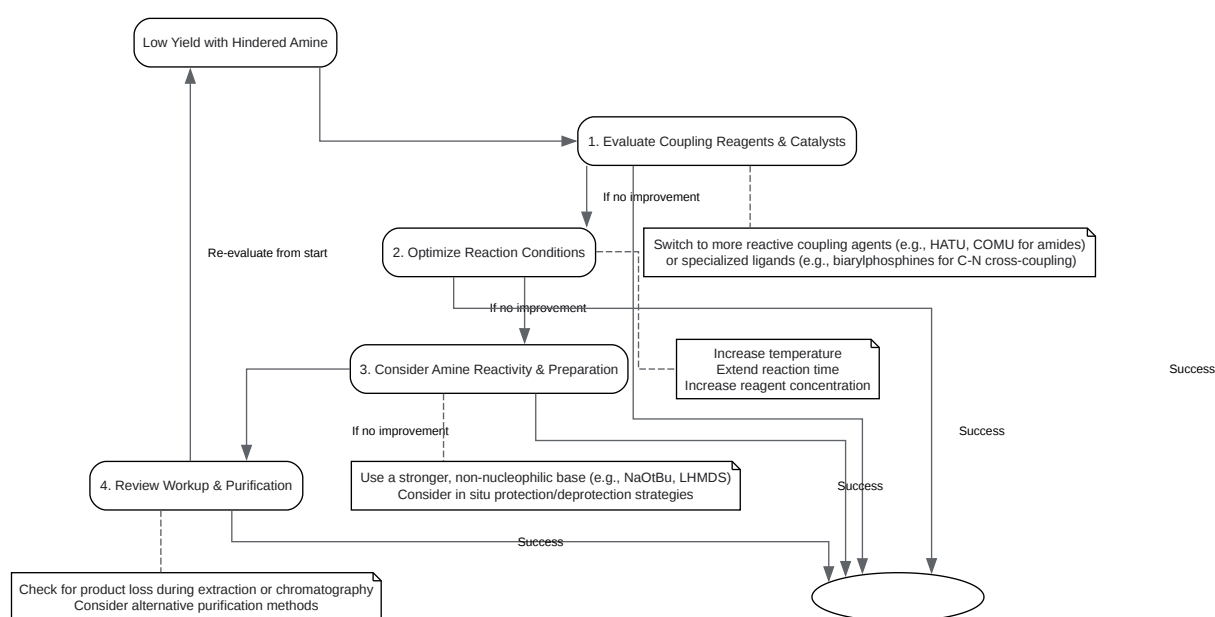 Low Yield with Hindered Amine
1. Evaluate Coupling Reagents & Catalysts
If no improvement
Switch to more reactive coupling agents (e.g., HATU, COMU for amides)
or specialized ligands (e.g., biarylphosphines for C-N cross-coupling)
Re-evaluate from start
2. Optimize Reaction Conditions
If no improvement
Increase temperature
Extend reaction time
Increase reagent concentration
3. Consider Amine Reactivity & Preparation
Success
If no improvement
Success
Use a stronger, non-nucleophilic base (e.g., NaOtBu, LHMDS)
Consider in situ protection/deprotection strategies
4. Review Workup & Purification
Success
Success
Check for product loss during extraction or chromatography
Consider alternative purification methods